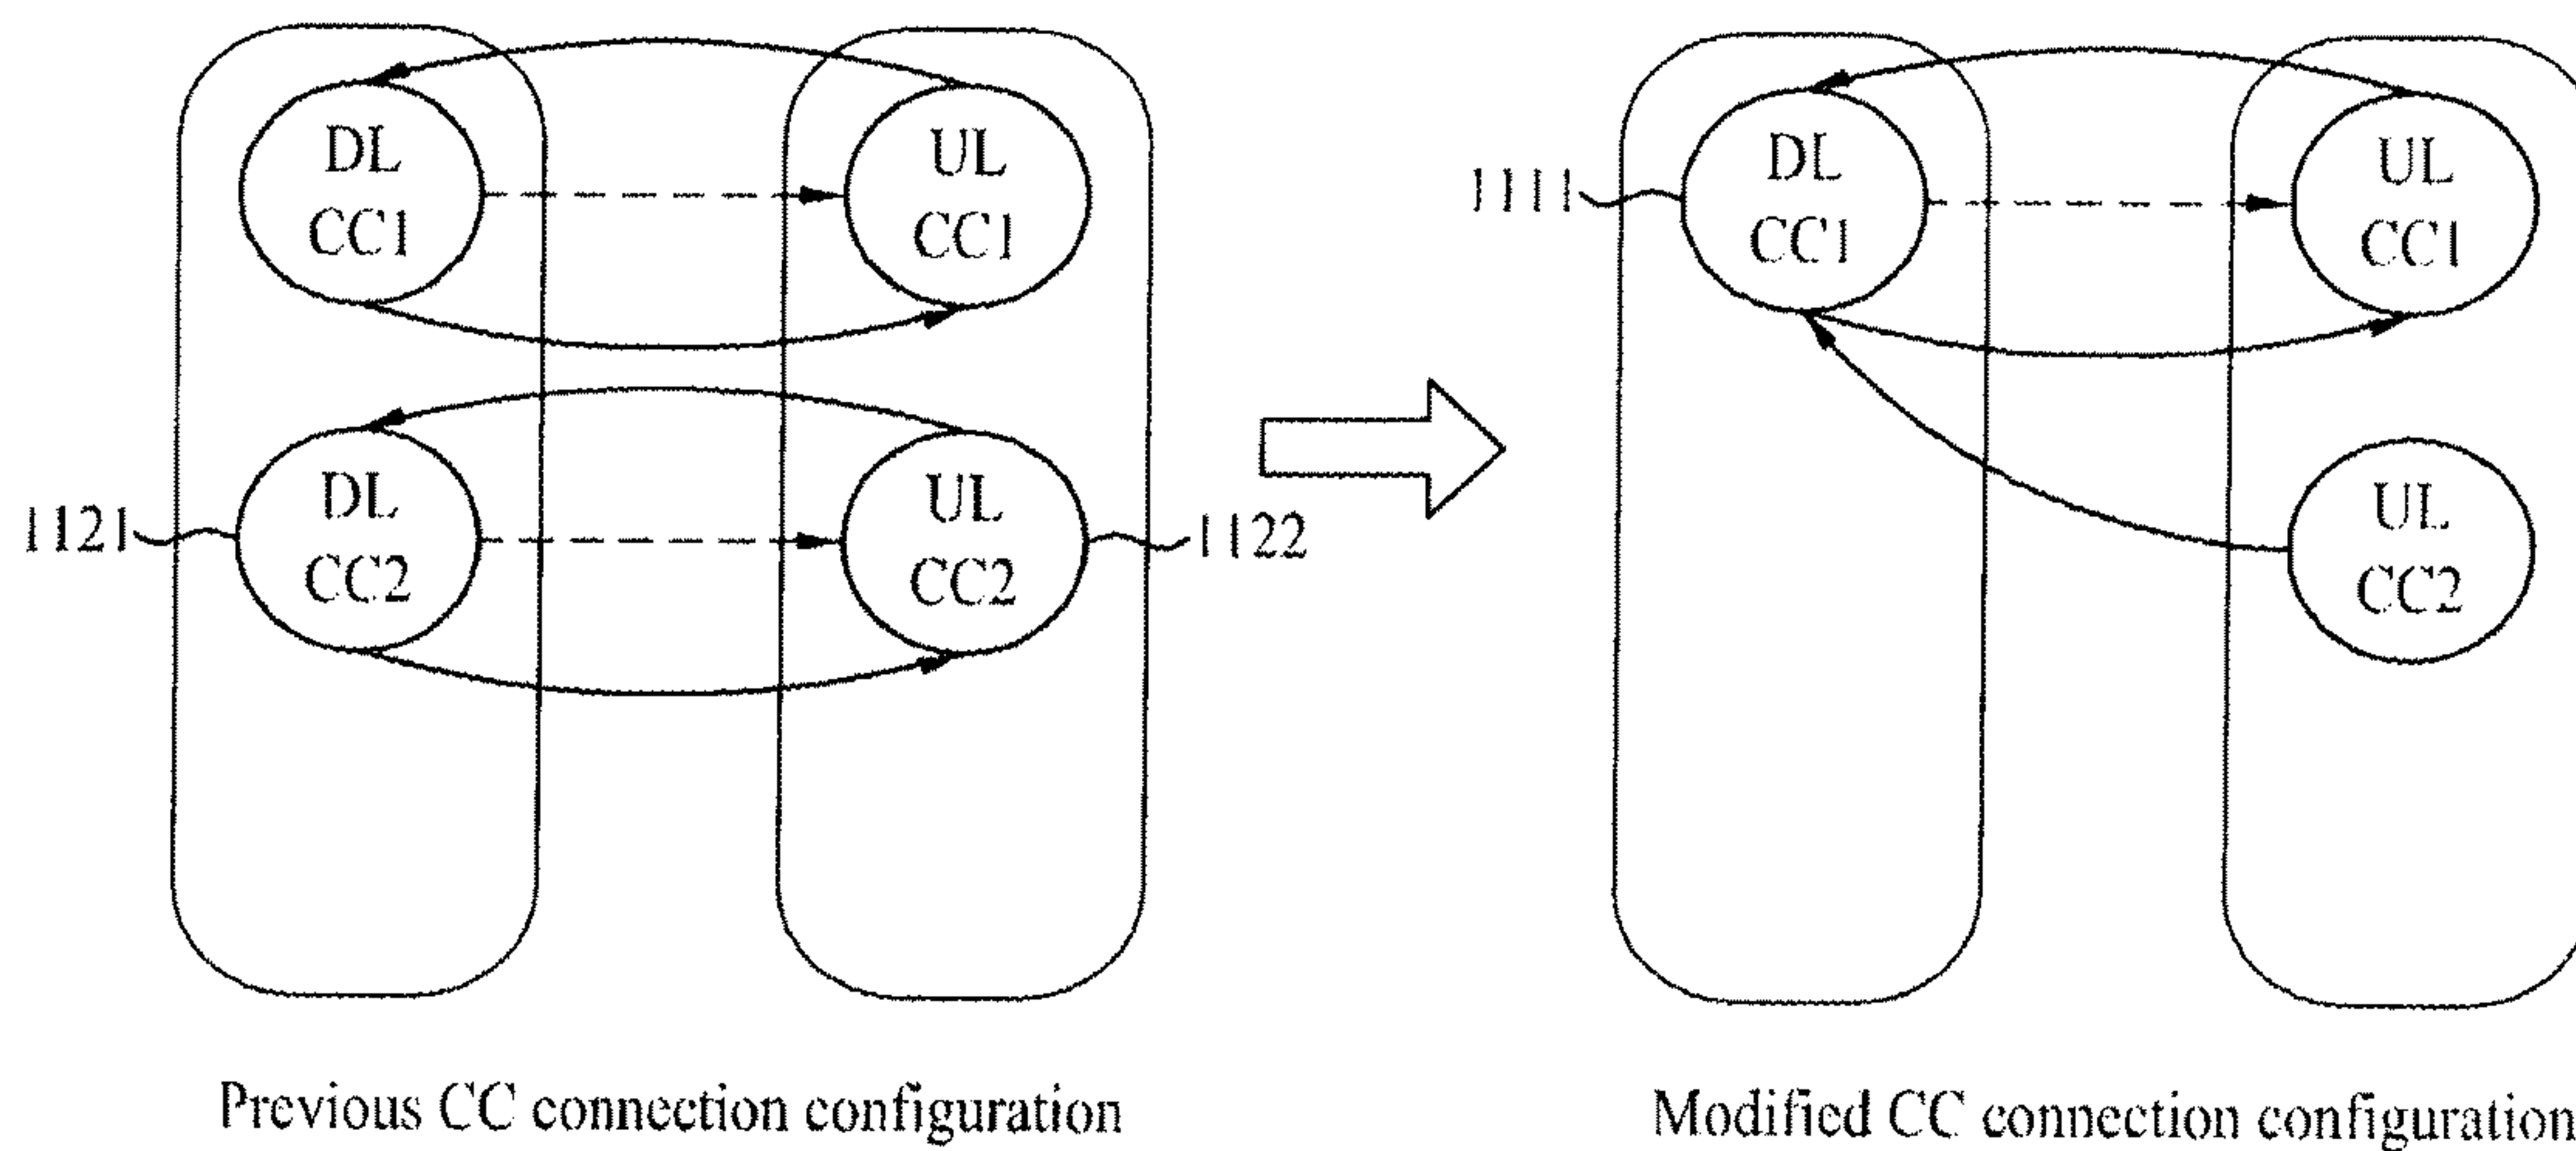 DL
CC1
UL
CC1
1121
DL
CC2
UL
CC2
1122
Previous CC connection configuration
1111
DL
CC1
UL
CC1
UL
CC2
Modified CC connection configuration